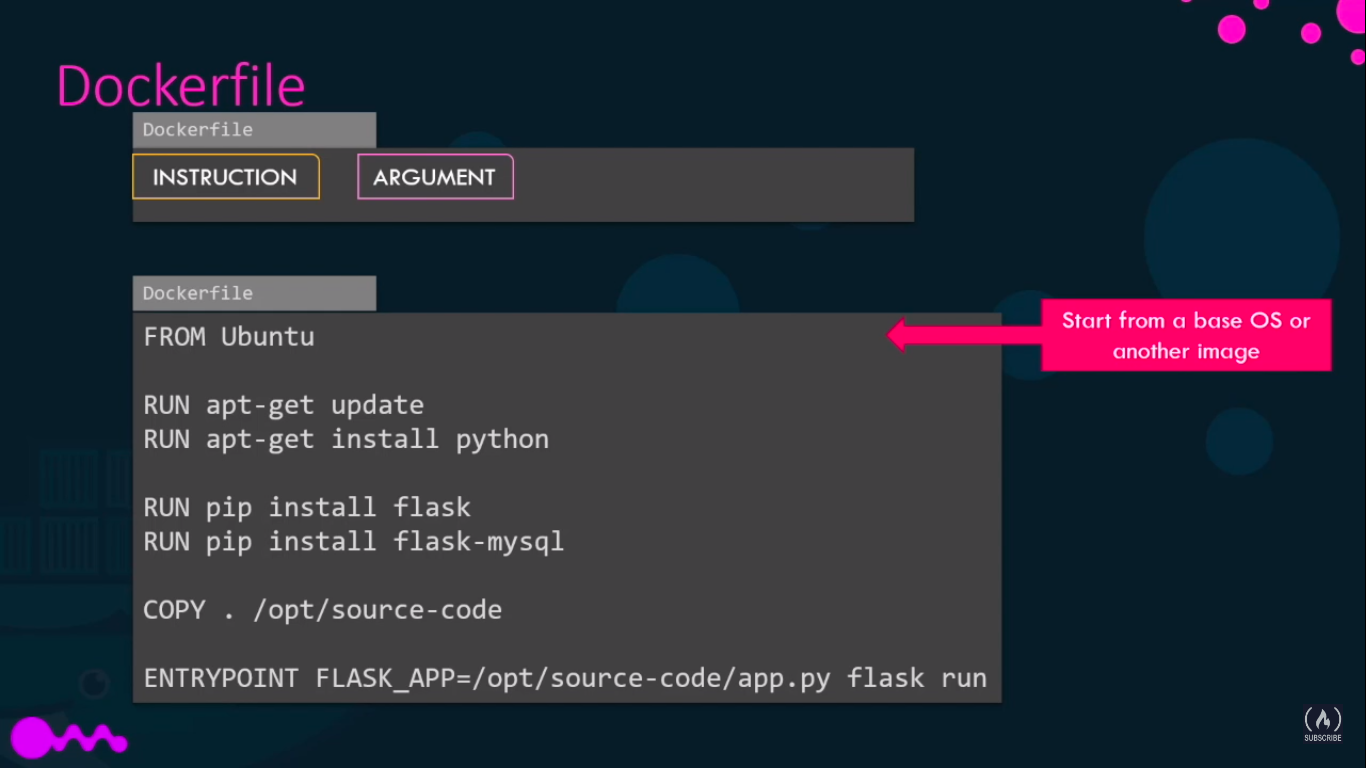 Dockerfile
Dockerfile
INSTRUCTION ARGUMENT
Dockerfile
FROM Ubuntu
Start from a base OS or
another image
RUN apt-get update
RUN apt-get install python
RUN pip install flask
RUN pip install flask-mysql
COPY . /opt/source-code
ENTRYPOINT FLASK_APP=/opt/source-code/app.py flask run
SUBSCRIBE